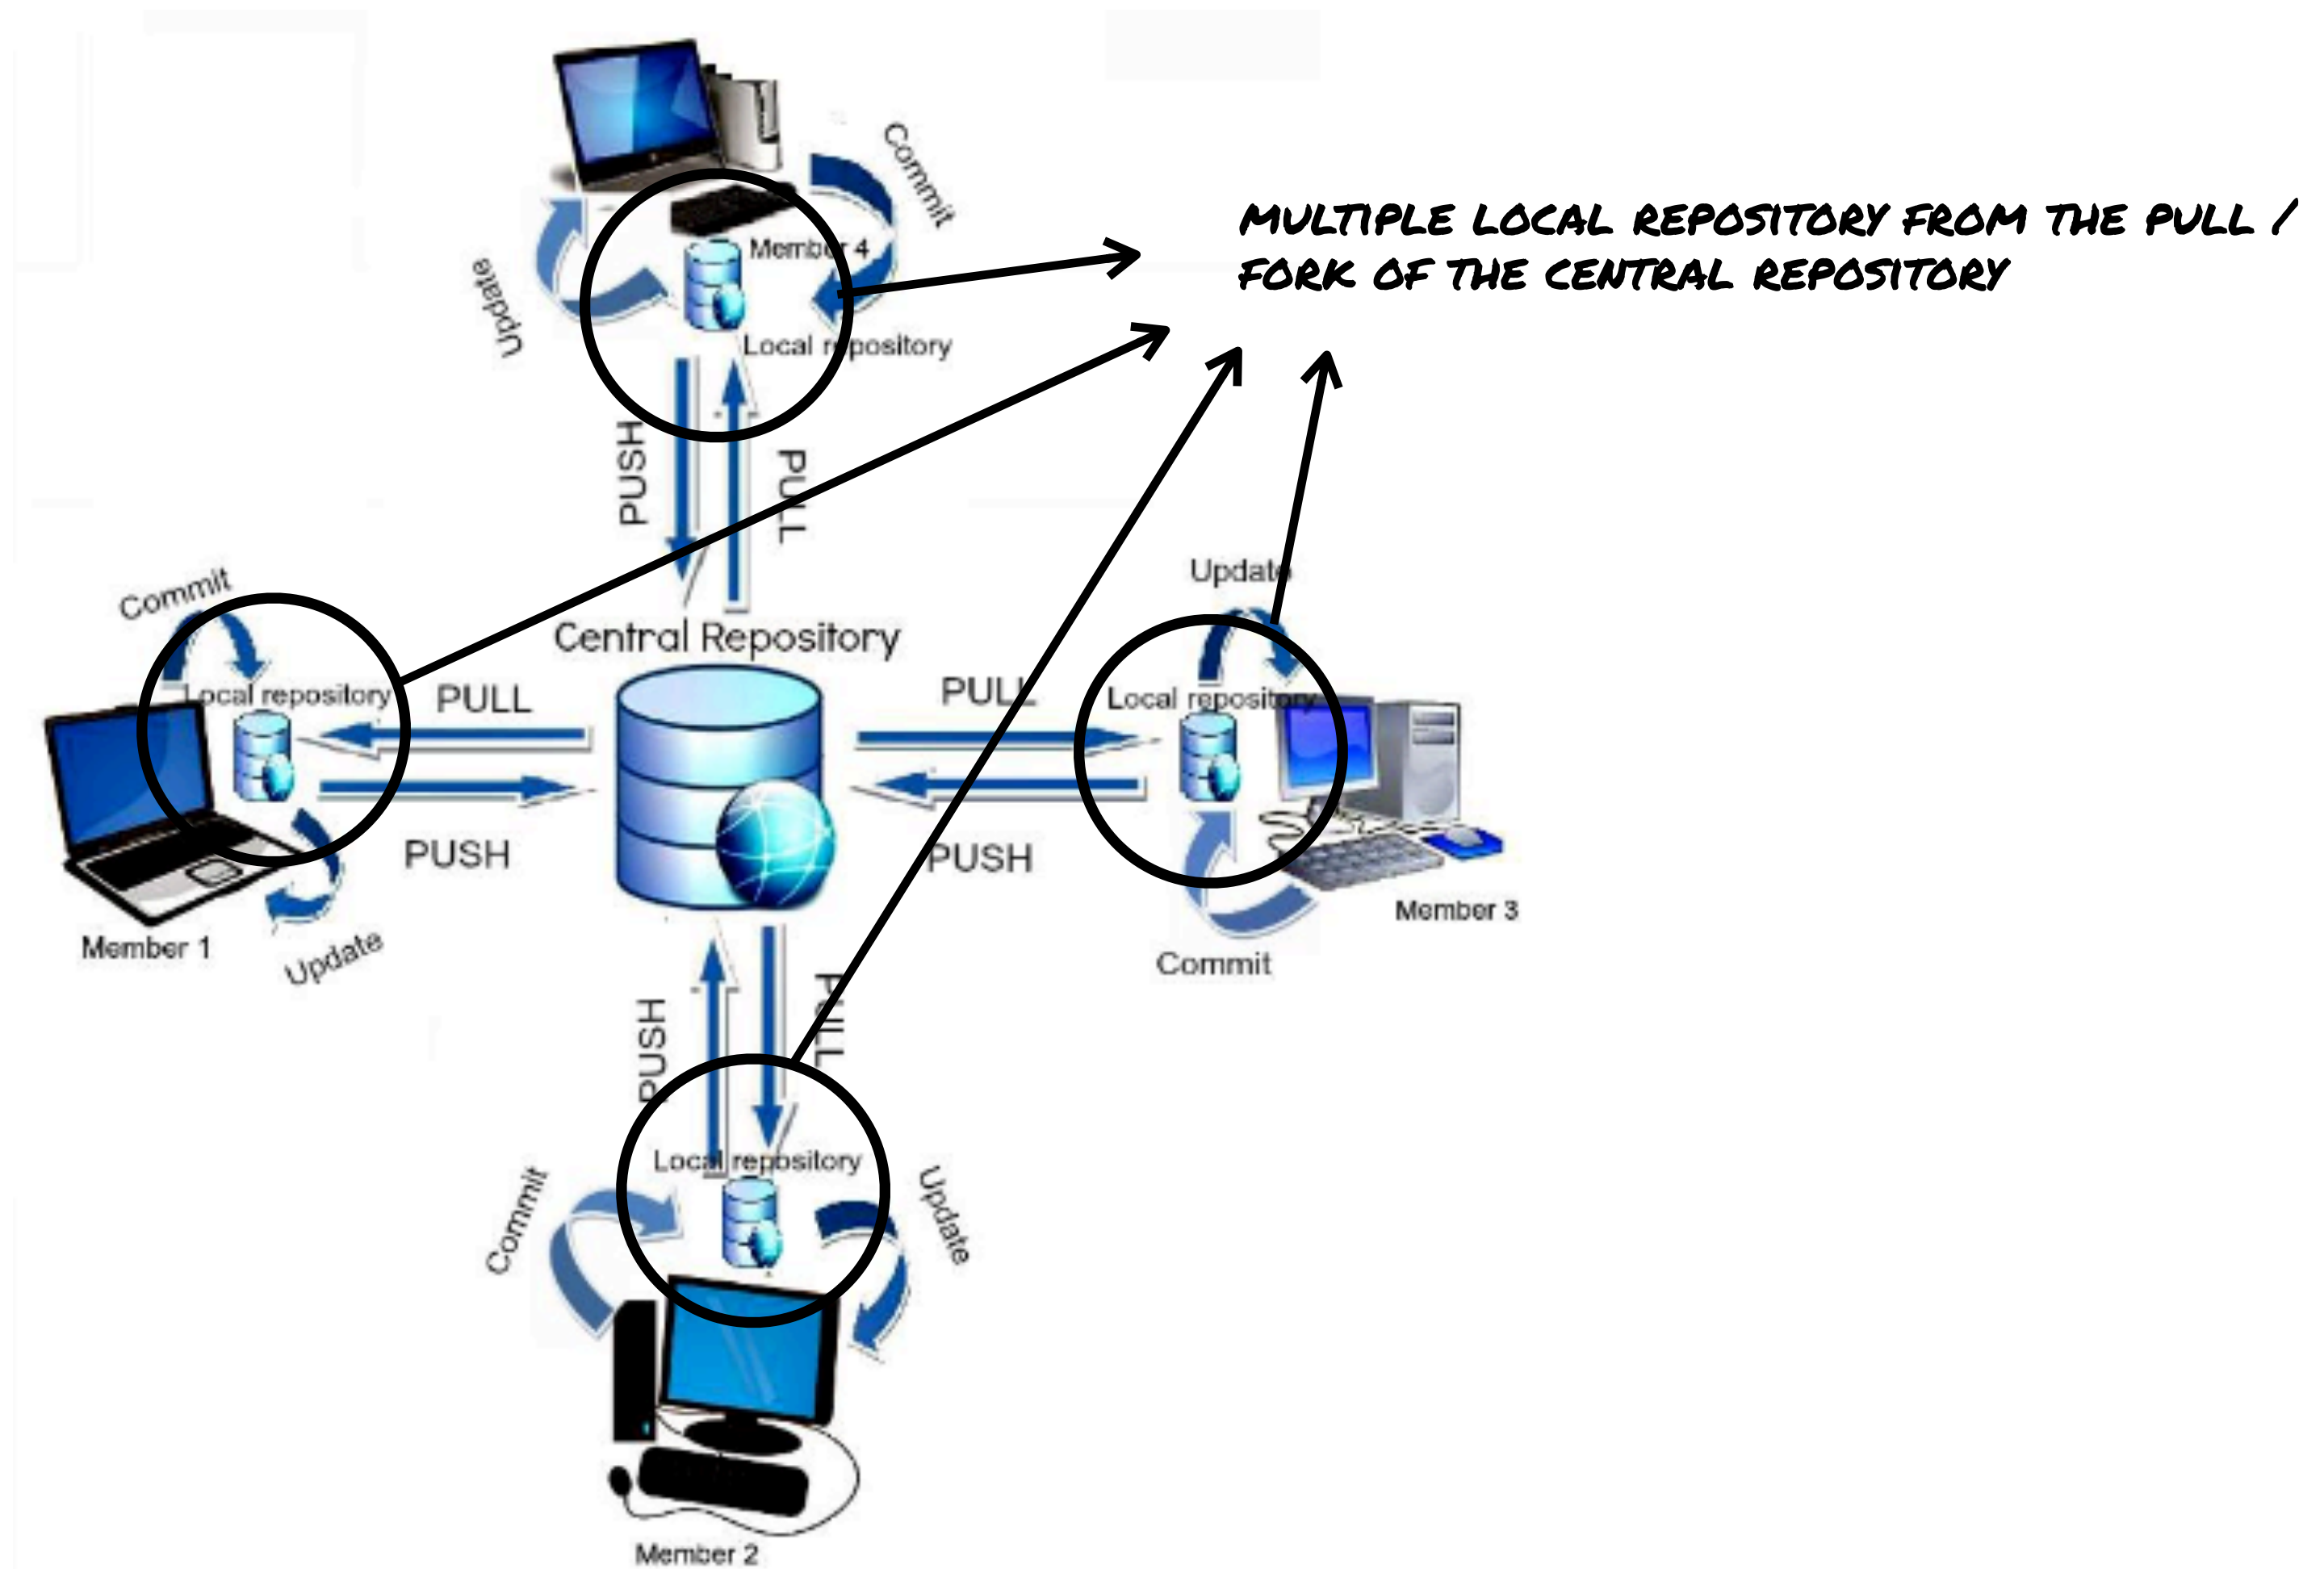 Commit
MULTIPLE LOCAL REPOSITORY FROM THE PULL /
FORK OF THE CENTRAL REPOSITORY
Member 4
Update
Local repository
PUSH
PULL
Commit
Update
Central Repository
Local repository
PULL
PULL
Local repository
PUSH
PUSH
Member 3
Member 1
Update
Commit
PUSH
PULL
Local repository
Commit
Update
Member 2